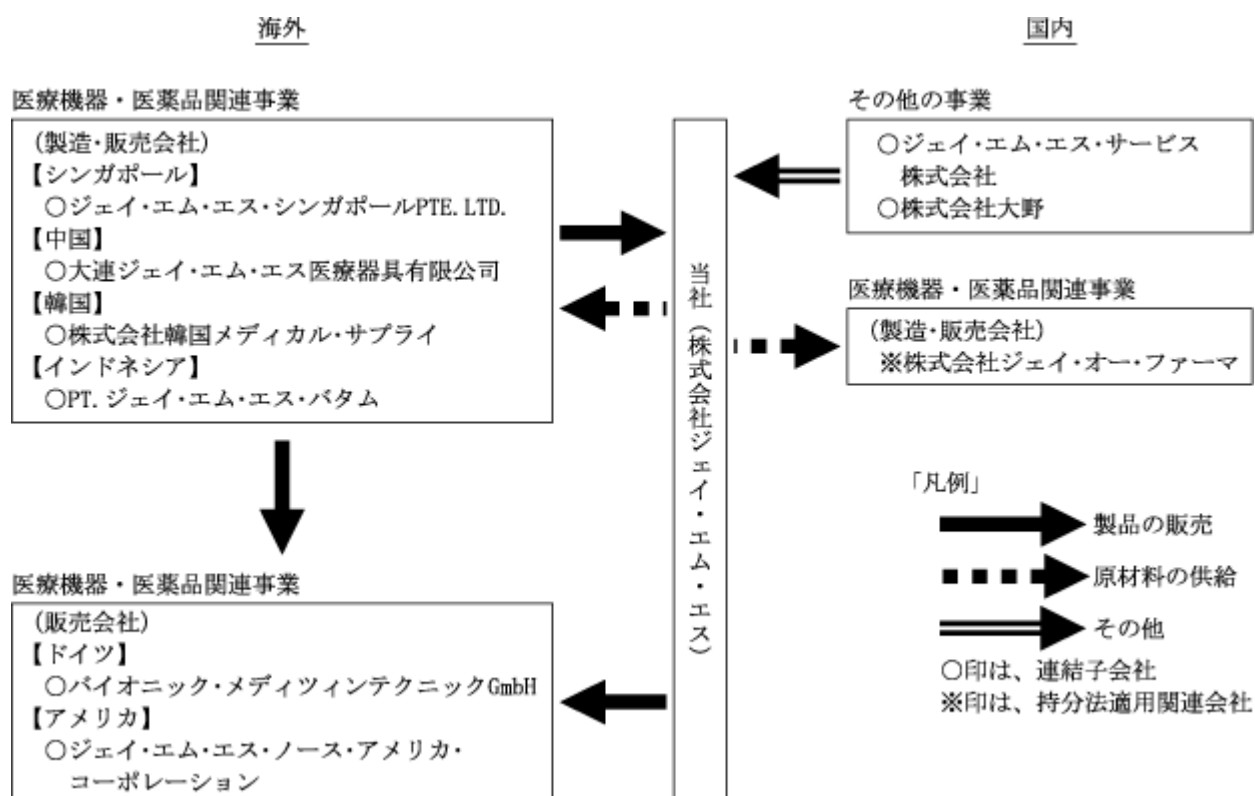 海外
医療機器・医薬品関連事業
(製造・販売会社)
【シンガポール】
○ジェイ・エム・エス・シンガポールPTE.LTD.
【中国】
○大連ジェイ・エム・エス医療器具有限公司
【韓国】
○株式会社韓国メディカル・サプライ
【インドネシア】
○PT.ジェイ・エム・エス・バタム
医療機器・医薬品関連事業
(販売会社)
【ドイツ】
○バイオニック・メディツィンテクニックGmbH
【アメリカ】
○ジェイ・エム・エス・ノース・アメリカ・
コーポレーション
当社(株式会社ジェイ・エム・エス)
国内
その他の事業
○ジェイ・エム・エス・サービス
株式会社
○株式会社大野
医療機器・医薬品関連事業
(製造・販売会社)
※株式会社ジェイ・オー・ファーマ
「凡例」
製品の販売
原材料の供給
その他
○印は、連結子会社
※印は、持分法適用関連会社